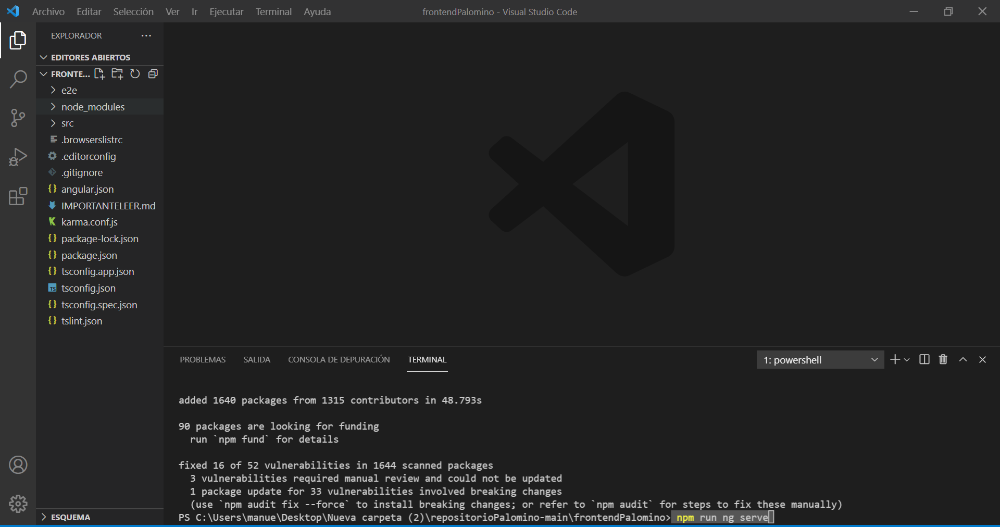 Archivo Editar Selección Ver Ir Ejecutar Terminal Ayuda
frontendPalomino - Visual Studio Code
EXPLORADOR
EDITORES ABIERTOS
FRONTE...
e2e
node_modules
src
.browserslistrc
.editorconfig
.gitignore
angular.json
IMPORTANTELEER.md
karma.conf.js
package-lock.json
package.json
tsconfig.app.json
tsconfig.json
tsconfig.spec.json
tslint.json
ESQUEMA
PROBLEMAS SALIDA CONSOLA DE DEPURACIÓN TERMINAL
1: powershell
added 1640 packages from 1315 contributors in 48.793s
90 packages are looking for funding
run `npm fund` for details
fixed 16 of 52 vulnerabilities in 1644 scanned packages
3 vulnerabilities required manual review and could not be updated
1 package update for 33 vulnerabilities involved breaking changes
(use `npm audit fix --force` to install breaking changes; or refer to `npm audit` for steps to fix these manually)
PS C:\Users\manue\Desktop\Nueva carpeta (2)\repositorioPalomino-main\frontendPalomino> npm run ng serve